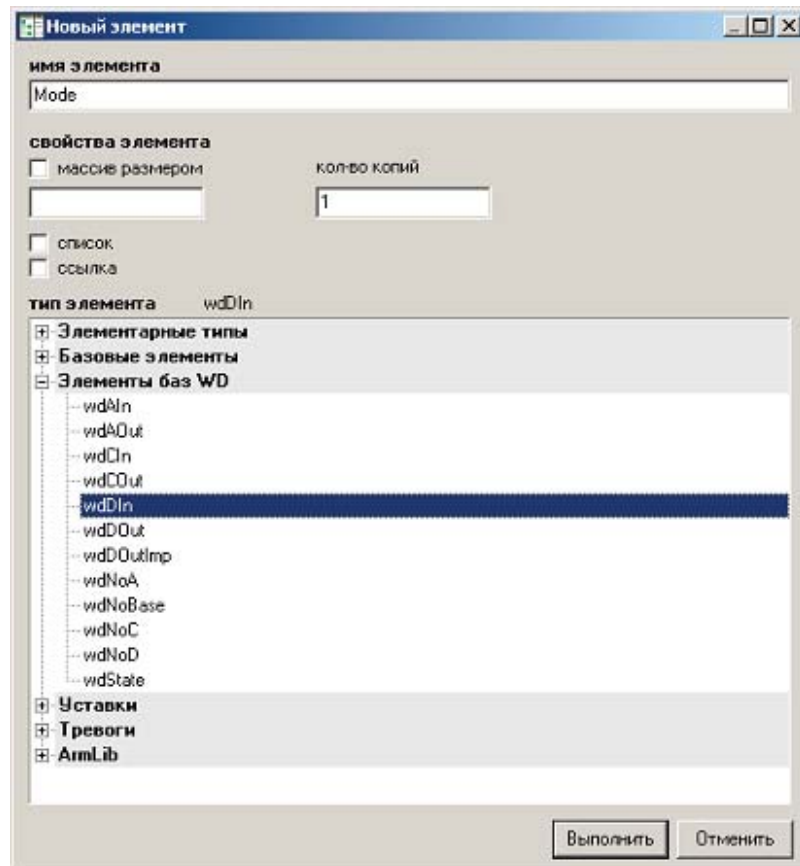 Новый элемент
имя элемента
Mode
свойства элемента
массив размером кол-во копий
1
список
ссылка
тип элемента wdDIn
Элементарные типы
Базовые элементы
Элементы баз WD
wdAIn
wdAOut
wdCIn
wdCOut
wdDIn
wdDOut
wdDOutImp
wdNoA
wdNoBase
wdNoC
wdNoD
wdState
Уставки
Тревоги
ArmLib
Выполнить Отменить